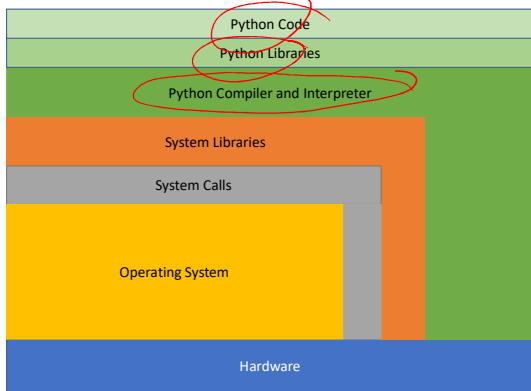 Python Code
Python Libraries
Python Compiler and Interpreter
System Libraries
System Calls
Operating System
Hardware